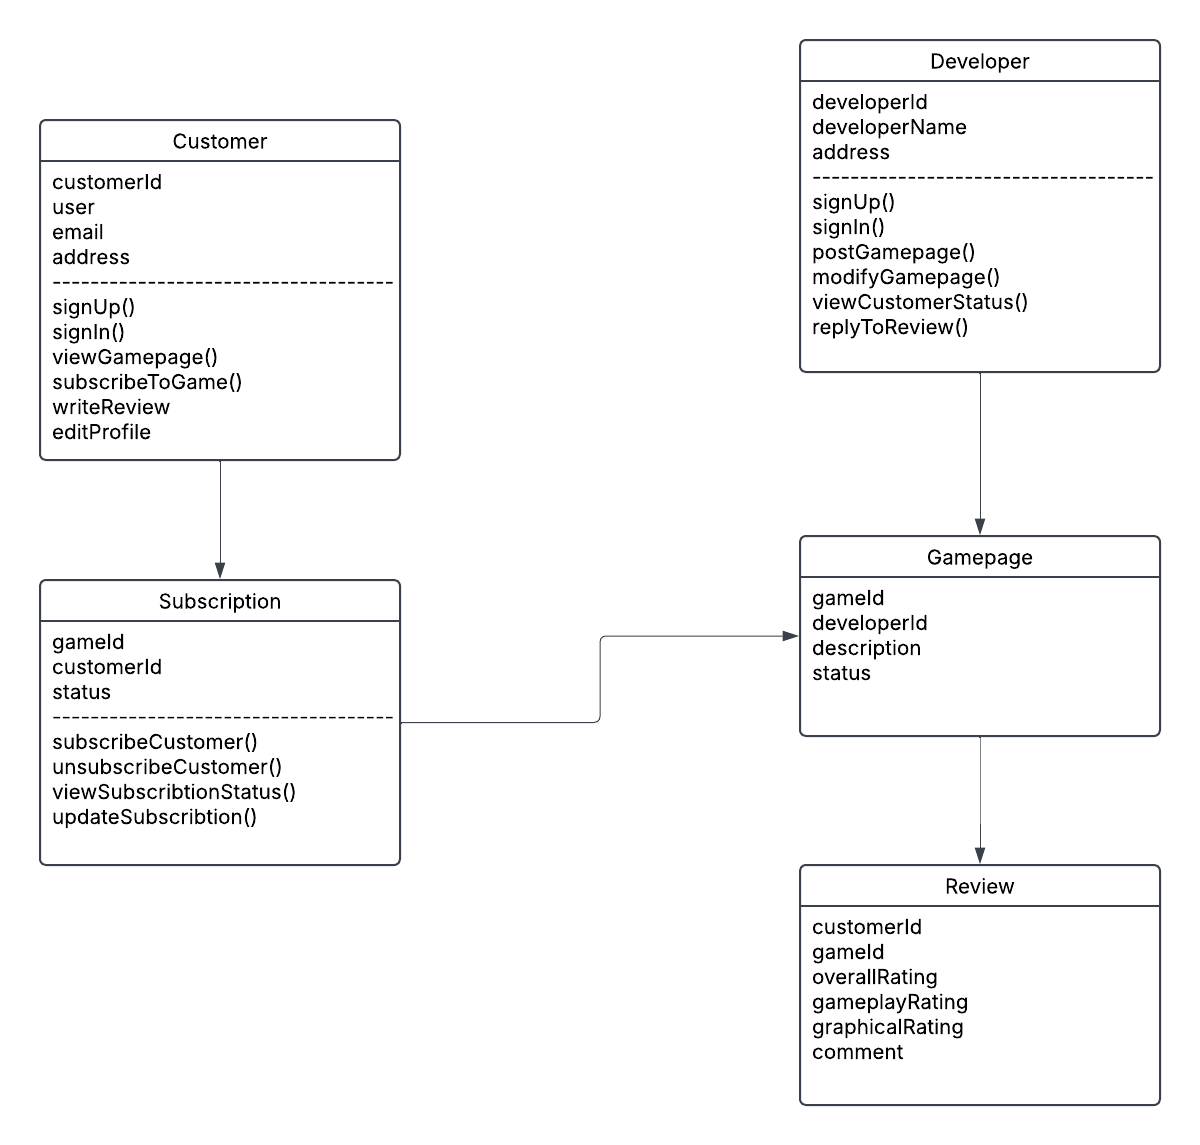 Customer
customerId
user
email
address
signUp()
signIn()
viewGamepage()
subscribeToGame()
writeReview
editProfile
Developer
developerId
developerName
address
signUp()
signIn()
postGamepage()
modifyGamepage()
viewCustomerStatus()
replyToReview()
Subscription
gameId
customerId
status
subscribeCustomer()
unsubscribeCustomer()
viewSubscribtionStatus()
updateSubscribtion()
Gamepage
gameId
developerId
description
status
Review
customerId
gameId
overallRating
gameplayRating
graphicalRating
comment